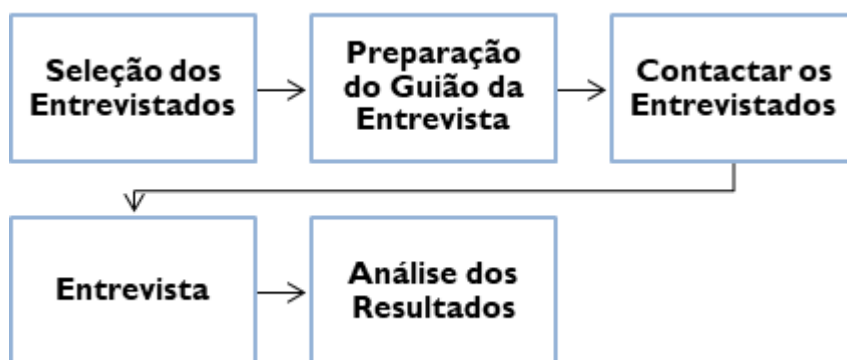 Seleção dos
Entrevistados
Preparação
do Guião da
Entrevista
Contactar os
Entrevistados
Entrevista
Análise dos
Resultados